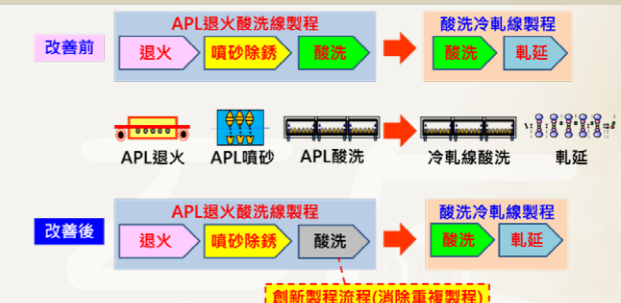 APL退火酸洗線製程
酸洗冷軋線製程
改善前
退火
噴砂除銹
酸洗
酸洗
軋延
APL退火
APL噴砂
APL酸洗
冷軋線酸洗
軋延
APL退火酸洗線製程
酸洗冷軋線製程
改善後
退火
噴砂除銹
酸洗
酸洗
軋延
創新製程流程(消除重複製程)